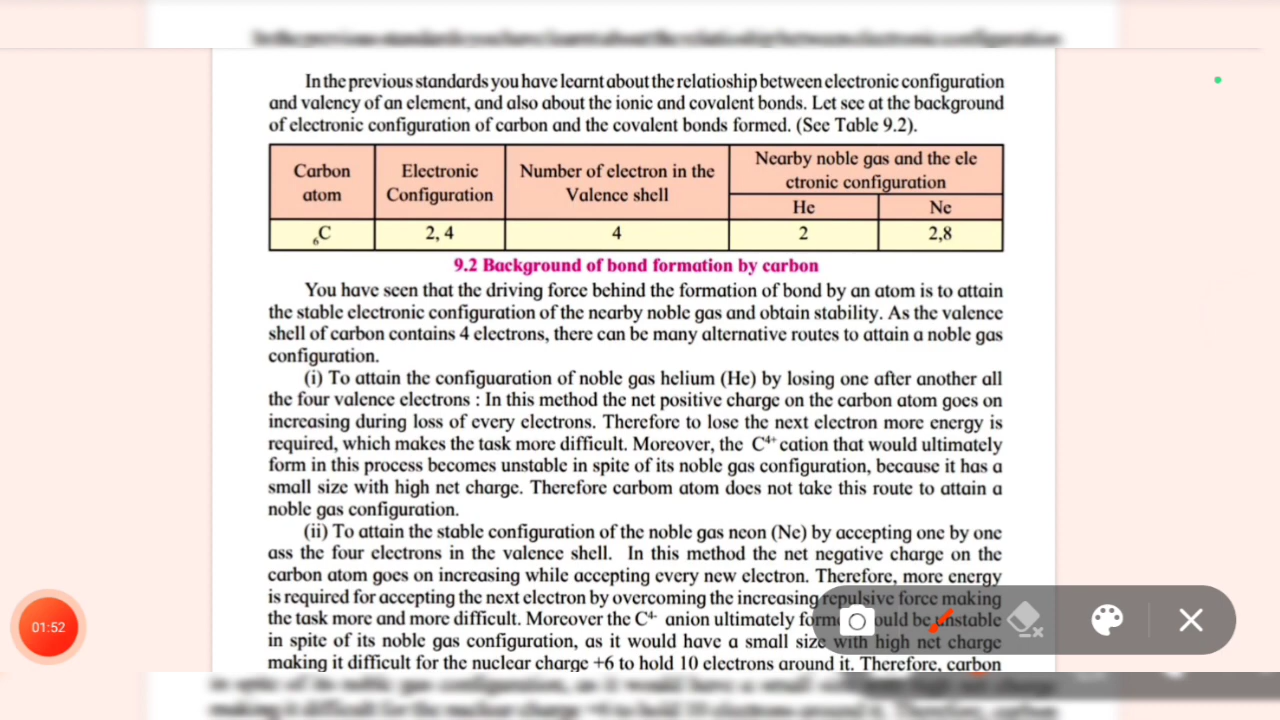 In the previous standards you have learnt about the relatioship between electronic configuration
and valency of an element, and also about the ionic and covalent bonds. Let see at the background
of electronic configuration of carbon and the covalent bonds formed. (See Table 9.2).
Carbon atom
Electronic Configuration
Number of electron in the Valence shell
Nearby noble gas and the ele
ctronic configuration
He
Ne
₆C
2, 4
4
2
2,8
9.2 Background of bond formation by carbon
You have seen that the driving force behind the formation of bond by an atom is to attain
the stable electronic configuration of the nearby noble gas and obtain stability. As the valence
shell of carbon contains 4 electrons, there can be many alternative routes to attain a noble gas
configuration.
(i) To attain the configuaration of noble gas helium (He) by losing one after another all
the four valence electrons : In this method the net positive charge on the carbon atom goes on
increasing during loss of every electrons. Therefore to lose the next electron more energy is
required, which makes the task more difficult. Moreover, the C⁴⁺ cation that would ultimately
form in this process becomes unstable in spite of its noble gas configuration, because it has a
small size with high net charge. Therefore carbom atom does not take this route to attain a
noble gas configuration.
(ii) To attain the stable configuration of the noble gas neon (Ne) by accepting one by one
ass the four electrons in the valence shell. In this method the net negative charge on the
carbon atom goes on increasing while accepting every new electron. Therefore, more energy
is required for accepting the next electron by overcoming the increasing repulsive force making
the task more and more difficult. Moreover the C⁴⁻ anion ultimately be unstable
in spite of its noble gas configuration, as it would have a small size with high net charge
making it difficult for the nuclear charge +6 to hold 10 electrons around it. Therefore, carbon
01:52